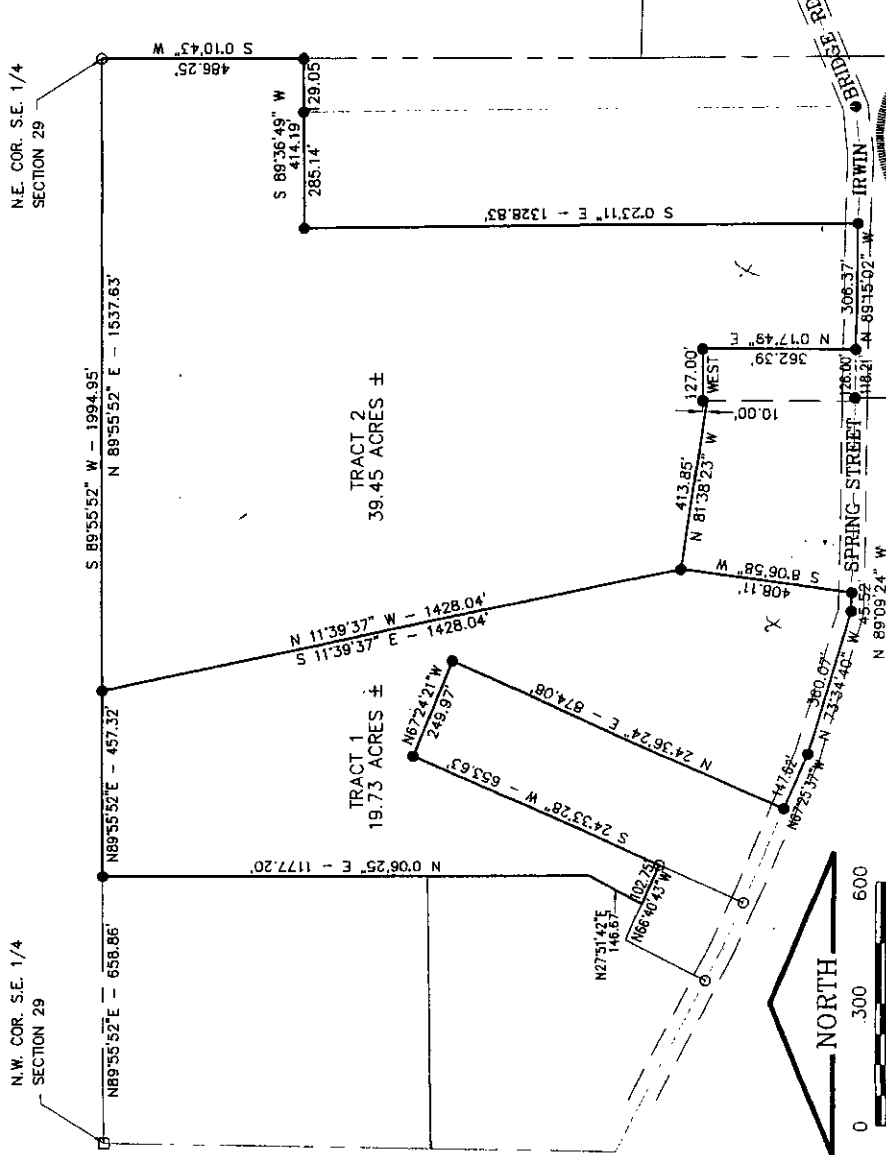 N.W. COR. S.E. 1/4
SECTION 29
N.E. COR. S.E. 1/4
SECTION 29
N89°55'52"E - 658.86'
N89°55'52"E - 457.32'
S 89°55'52" W - 1994.95'
N 89°55'52" E - 1537.63'
S 0°10'43" W
486.25'
S 89°36'49" W
414.19'
129.05'
285.14'
S 0°23'11" E - 1328.83'
TRACT 2
39.45 ACRES ±
N 11°39'37" W - 1428.04'
S 11°39'37" E - 1428.04'
TRACT 1
19.73 ACRES ±
N 0°06'25" E - 1177.20'
N67°24'21"W
249.97'
S 24°33'28" W - 653.63'
N 24°36'24" E - 874.08'
102.75'
N66°40'43"W
N27°51'42"E
146.67'
147.62'
N67°25'37"W
380.07'
N 73°34'40" W
45.52'
N 89°09'24" W
S 8°06'58" W
408.11'
413.85'
N 81°38'23" W
127.00'
WEST
10.00'
N 0°17'49" E
362.39'
126.00'
118.21'
306.37'
N 89°15'02" W
SPRING STREET
IRWIN BRIDGE RD
NORTH
0 300 600